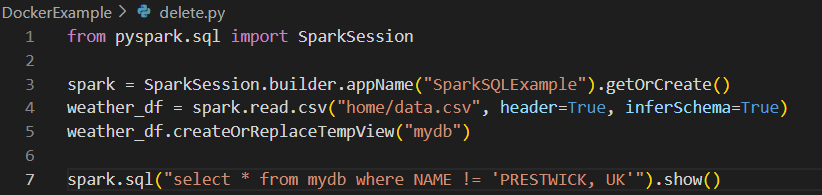 DockerExample > delete.py
1 from pyspark.sql import SparkSession
2
3 spark = SparkSession.builder.appName("SparkSQLExample").getOrCreate()
4 weather_df = spark.read.csv("home/data.csv", header=True, inferSchema=True)
5 weather_df.createOrReplaceTempView("mydb")
6
7 spark.sql("select * from mydb where NAME != 'PRESTWICK, UK'").show()